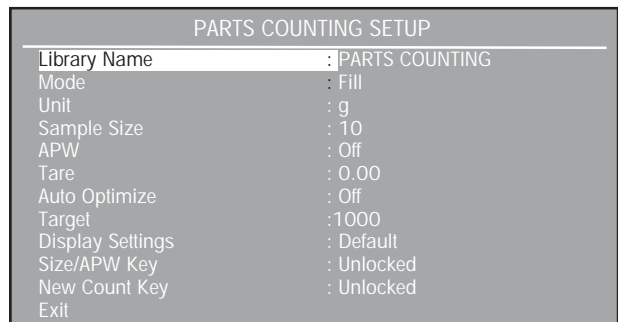 PARTS COUNTING SETUP
Library Name : PARTS COUNTING
Mode : Fill
Unit : g
Sample Size : 10
APW : Off
Tare : 0.00
Auto Optimize : Off
Target :1000
Display Settings : Default
Size/APW Key : Unlocked
New Count Key : Unlocked
Exit